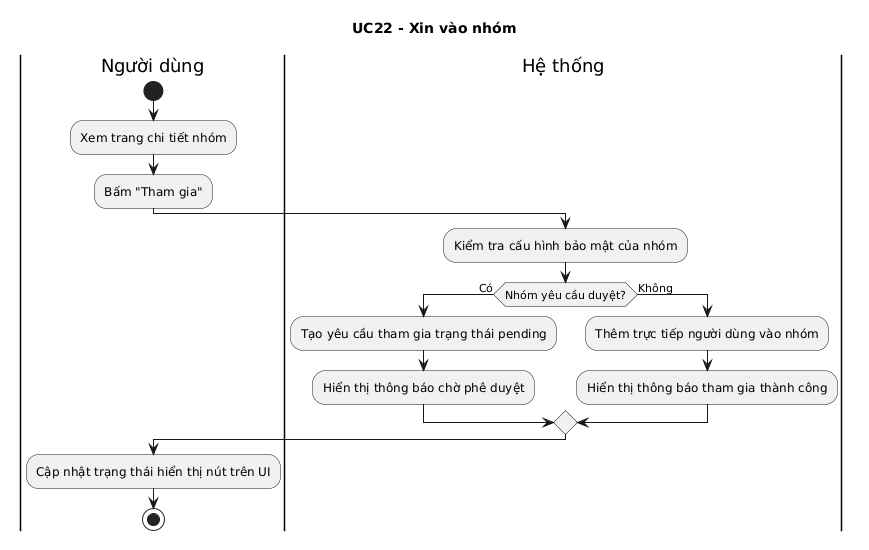 UC22 - Xin vào nhóm
Người dùng
Hệ thống
Xem trang chi tiết nhóm
Bấm "Tham gia"
Kiểm tra cấu hình bảo mật của nhóm
Có
Nhóm yêu cầu duyệt?
Không
Tạo yêu cầu tham gia trạng thái pending
Thêm trực tiếp người dùng vào nhóm
Hiển thị thông báo chờ phê duyệt
Hiển thị thông báo tham gia thành công
Cập nhật trạng thái hiển thị nút trên UI